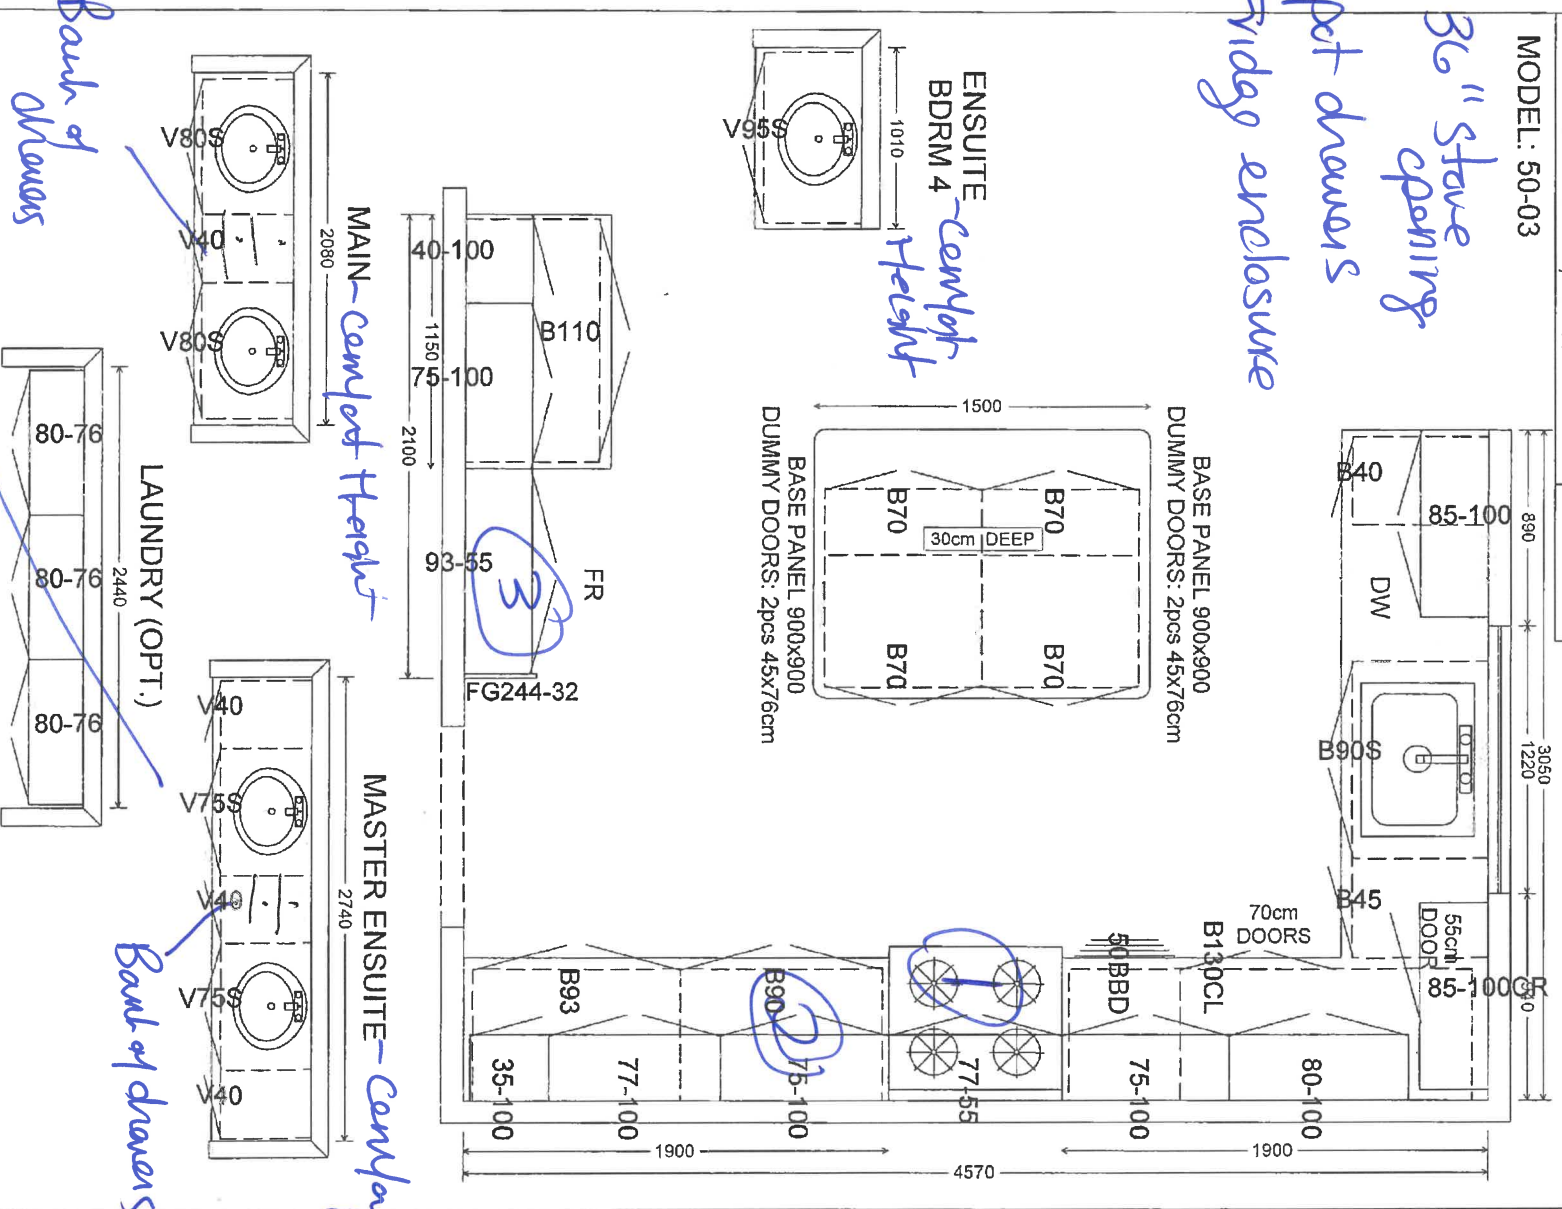 MODEL: 50-03
36" Stove
opening
pot drawers
Fridge enclosure
ENSUITE
BDRM 4 - Comfort
Height
1010
V95S
MAIN - Comfort Height
2080
V80S
V40
V80S
Bank of
drawers
40-100
75-100
B110
1150
2100
93-55
3
FR
FG244-32
1500
BASE PANEL 900x900
DUMMY DOORS: 2pcs 45x76cm
B70
B70
30cm DEEP
B70
B70
BASE PANEL 900x900
DUMMY DOORS: 2pcs 45x76cm
B40
85-100
890
DW
3050
1220
B90S
B45
55cm
DOOR
85-100CR
70cm
DOORS
B130CL
50BBD
1
B90
2
B93
35-100
77-100
75-100
77-55
75-100
80-100
1900
1900
4570
LAUNDRY (OPT.)
2440
80-76
80-76
80-76
MASTER ENSUITE -
2740
V40
V75S
V40
V75S
V40
Bank of drawers